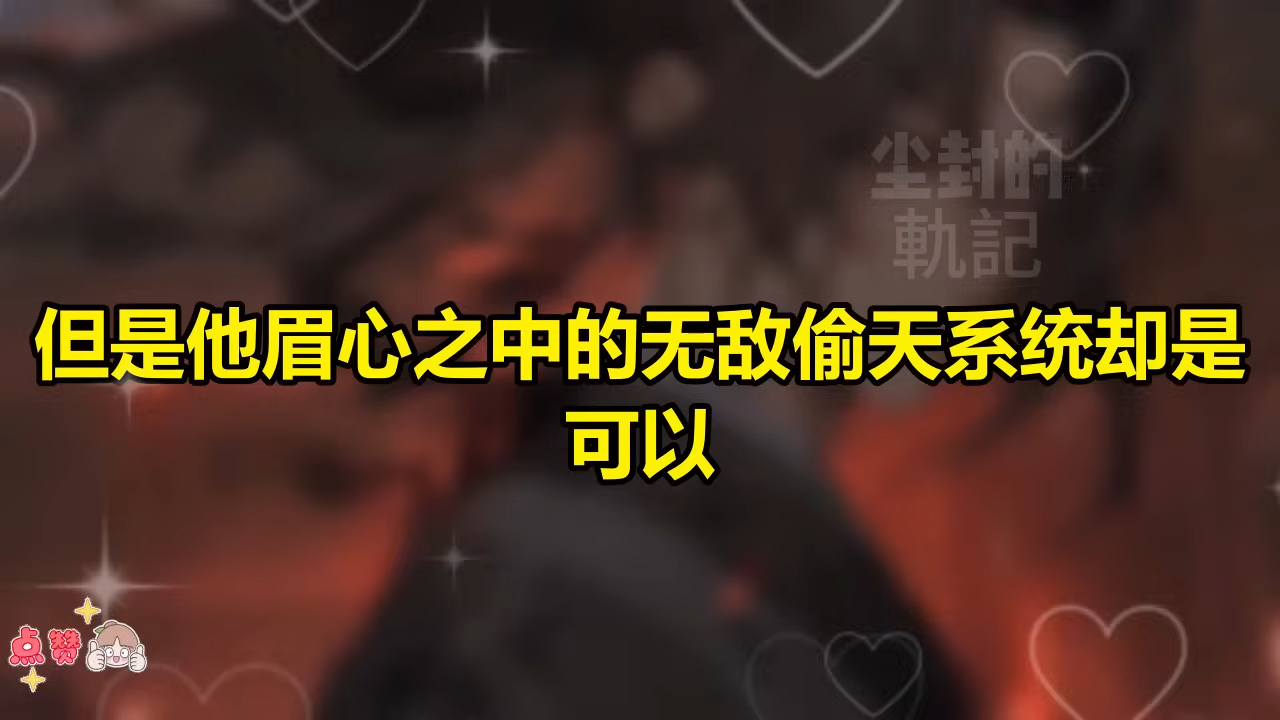 尘封的
軌記
但是他眉心之中的无敌偷天系统却是
可以
点赞